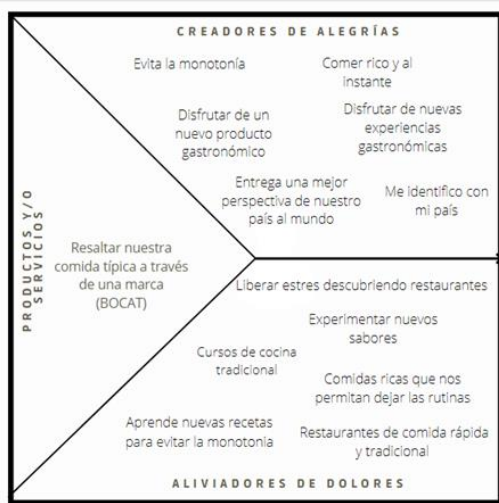 CREADORES DE ALEGRÍAS
Evita la monotonía
Comer rico y al
instante
Disfrutar de un
nuevo producto
gastronómico
Disfrutar de nuevas
experiencias
gastronómicas
Entrega una mejor
perspectiva de nuestro
país al mundo
Me identifico con
mi país
PRODUCTOS Y/O
SERVICIOS
Resaltar nuestra
comida típica a través
de una marca
(BOCAT)
Liberar estres descubriendo restaurantes
Experimentar nuevos
sabores
Cursos de cocina
tradicional
Comidas ricas que nos
permitan dejar las rutinas
Aprende nuevas recetas
para evitar la monotonia
Restaurantes de comida rápida
y tradicional
ALIVIADORES DE DOLORES